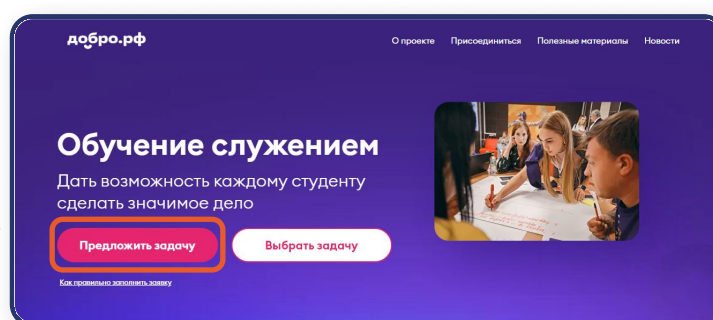 добро.рф
О проекте Присоединиться Полезные материалы Новости
Обучение служением
Дать возможность каждому студенту
сделать значимое дело
Предложить задачу Выбрать задачу
Как правильно заполнить заявку